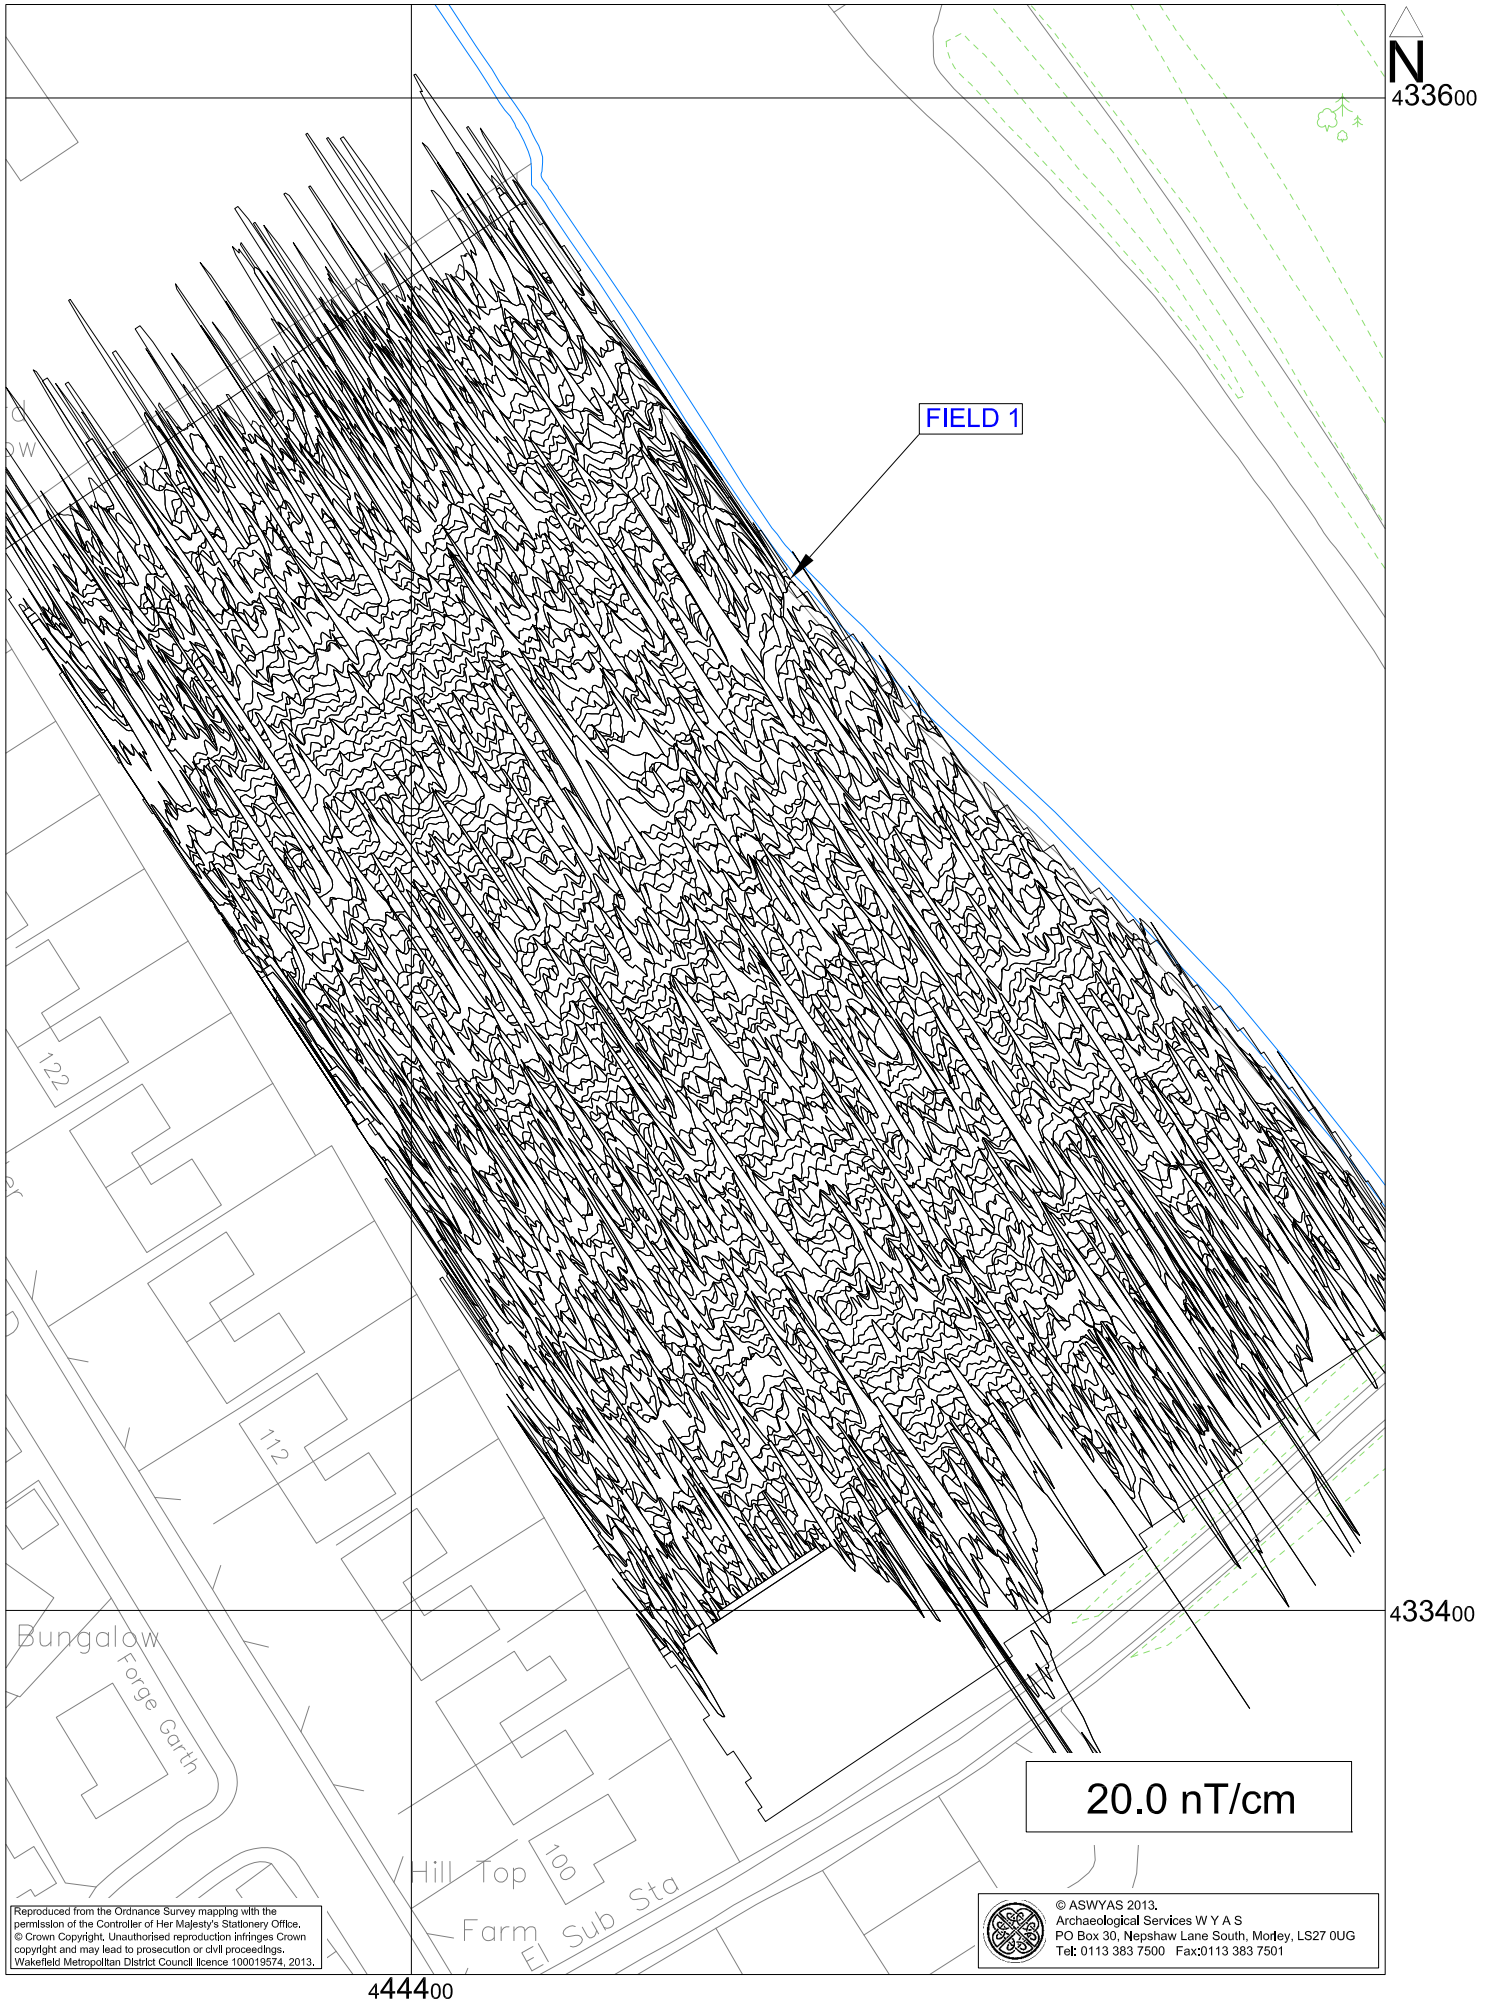 N
433600
FIELD 1
122
112
Bungalow
Forge Garth
433400
20.0 nT/cm
100
Hill Top
Farm
El Sub Sta
Reproduced from the Ordnance Survey mapping with the
permission of the Controller of Her Majesty's Stationery Office.
© Crown Copyright. Unauthorised reproduction infringes Crown
copyright and may lead to prosecution or civil proceedings.
Wakefield Metropolitan District Council licence 100019574, 2013.
© ASWYAS 2013.
Archaeological Services W Y A S
PO Box 30, Nepshaw Lane South, Morley, LS27 0UG
Tel: 0113 383 7500 Fax:0113 383 7501
444400